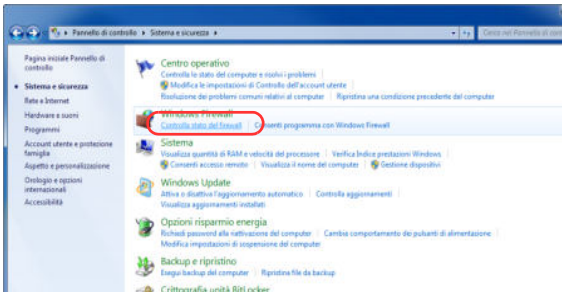 Pannello di controllo ▸ Sistema e sicurezza ▸
Cerca nel Pannello di cont
Pagina iniziale Pannello di
controllo
Sistema e sicurezza
Rete e Internet
Hardware e suoni
Programmi
Account utente e protezione
famiglia
Aspetto e personalizzazione
Orologio e opzioni
internazionali
Accessibilità
Centro operativo
Controlla lo stato del computer e risolvi i problemi
Modifica le impostazioni di Controllo dell'account utente
Risoluzione dei problemi comuni relativi al computer | Ripristina una condizione precedente del computer
Windows Firewall
Controlla stato del firewall | Consenti programma con Windows Firewall
Sistema
Visualizza quantità di RAM e velocità del processore | Verifica Indice prestazioni Windows
Consenti accesso remoto | Visualizza il nome del computer | Gestione dispositivi
Windows Update
Attiva o disattiva l'aggiornamento automatico | Controlla aggiornamenti
Visualizza aggiornamenti installati
Opzioni risparmio energia
Richiedi password alla riattivazione del computer | Cambia comportamento dei pulsanti di alimentazione
Modifica impostazioni di sospensione del computer
Backup e ripristino
Esegui backup del computer | Ripristina file da backup
Crittografia unità BitLocker